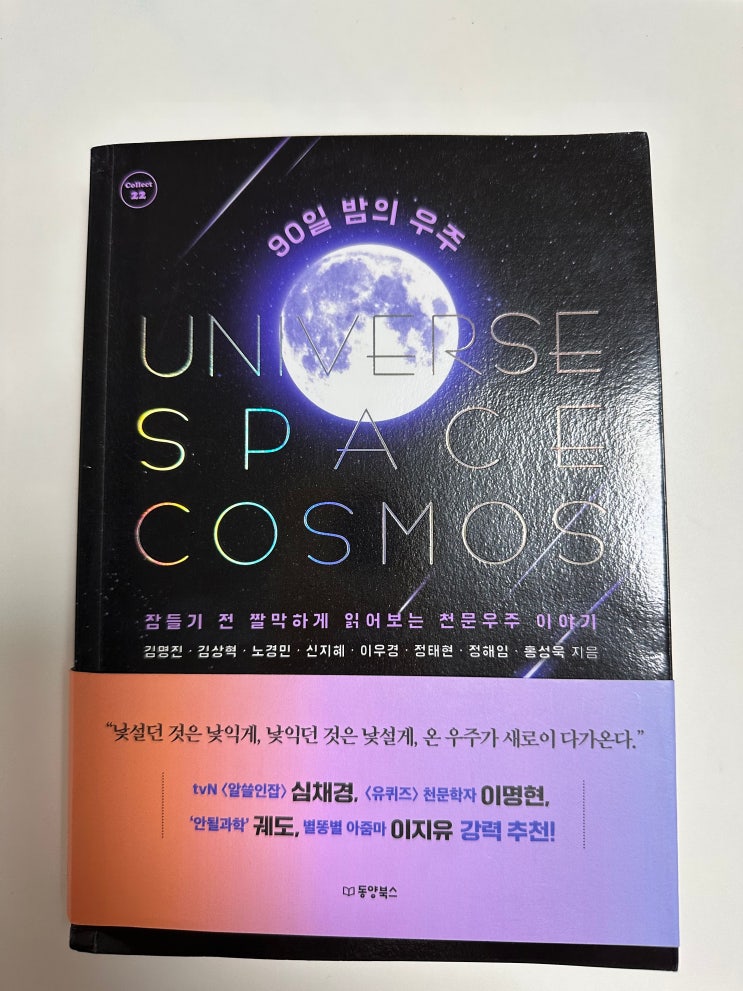 Collect
22
90일 밤의 우주
UNIVERSE
SPACE
COSMOS
잠들기 전 짤막하게 읽어보는 천문우주 이야기
김명진 · 김상혁 · 노경민 · 신지혜 · 이우경 · 정태현 · 정해임 · 홍성욱 지음
“낯설던 것은 낯익게, 낯익던 것은 낯설게, 온 우주가 새로이 다가온다.”
tvN 〈알쓸인잡〉 심채경, 〈유퀴즈〉 천문학자 이명현,
‘안될과학’ 궤도, 별똥별 아줌마 이지유 강력 추천!
동양북스